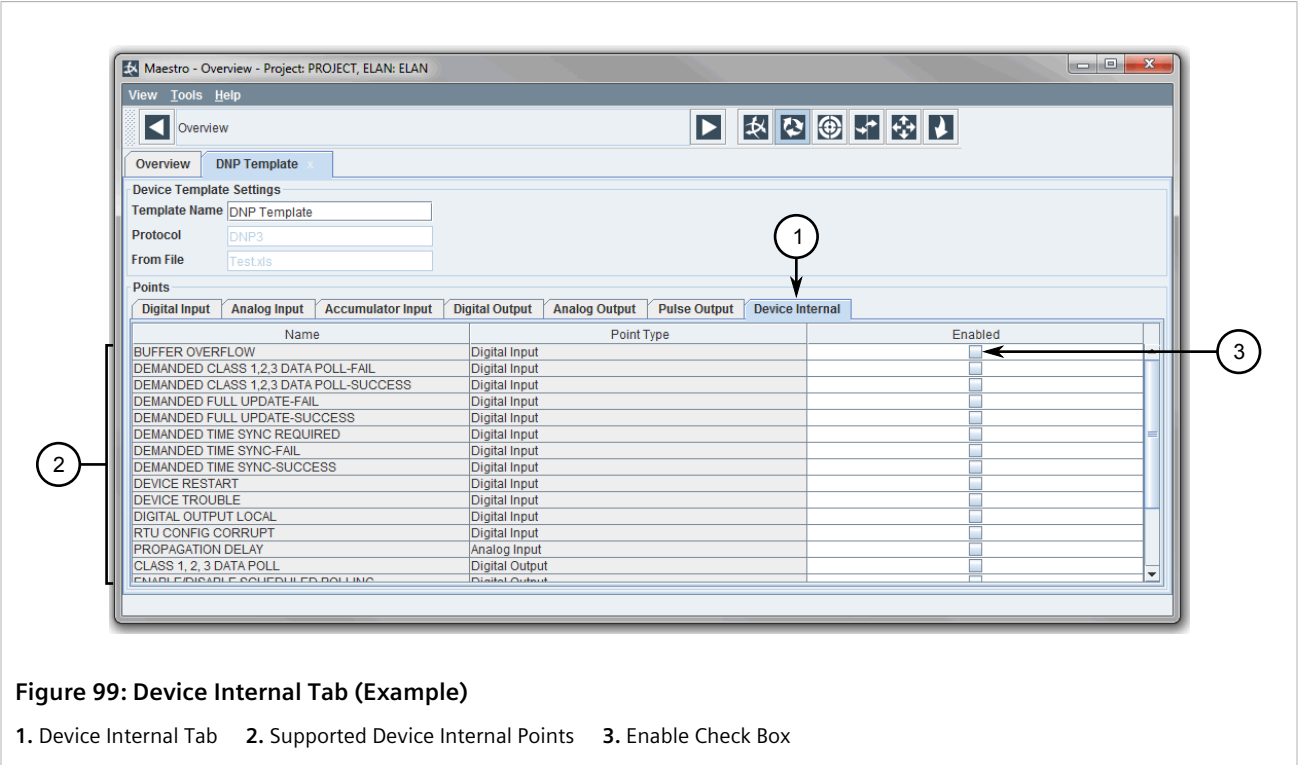 Maestro - Overview - Project: PROJECT, ELAN: ELAN
View Tools Help
Overview
Overview DNP Template x
Device Template Settings
Template Name DNP Template
Protocol DNP3
From File Test.xls
Points
Digital Input Analog Input Accumulator Input Digital Output Analog Output Pulse Output Device Internal
Name Point Type Enabled
BUFFER OVERFLOW Digital Input
DEMANDED CLASS 1,2,3 DATA POLL-FAIL Digital Input
DEMANDED CLASS 1,2,3 DATA POLL-SUCCESS Digital Input
DEMANDED FULL UPDATE-FAIL Digital Input
DEMANDED FULL UPDATE-SUCCESS Digital Input
DEMANDED TIME SYNC REQUIRED Digital Input
DEMANDED TIME SYNC-FAIL Digital Input
DEMANDED TIME SYNC-SUCCESS Digital Input
DEVICE RESTART Digital Input
DEVICE TROUBLE Digital Input
DIGITAL OUTPUT LOCAL Digital Input
RTU CONFIG CORRUPT Digital Input
PROPAGATION DELAY Analog Input
CLASS 1, 2, 3 DATA POLL Digital Output
ENABLE/DISABLE SCHEDULED POLLING Digital Output
1
2
3
Figure 99: Device Internal Tab (Example)
1. Device Internal Tab 2. Supported Device Internal Points 3. Enable Check Box